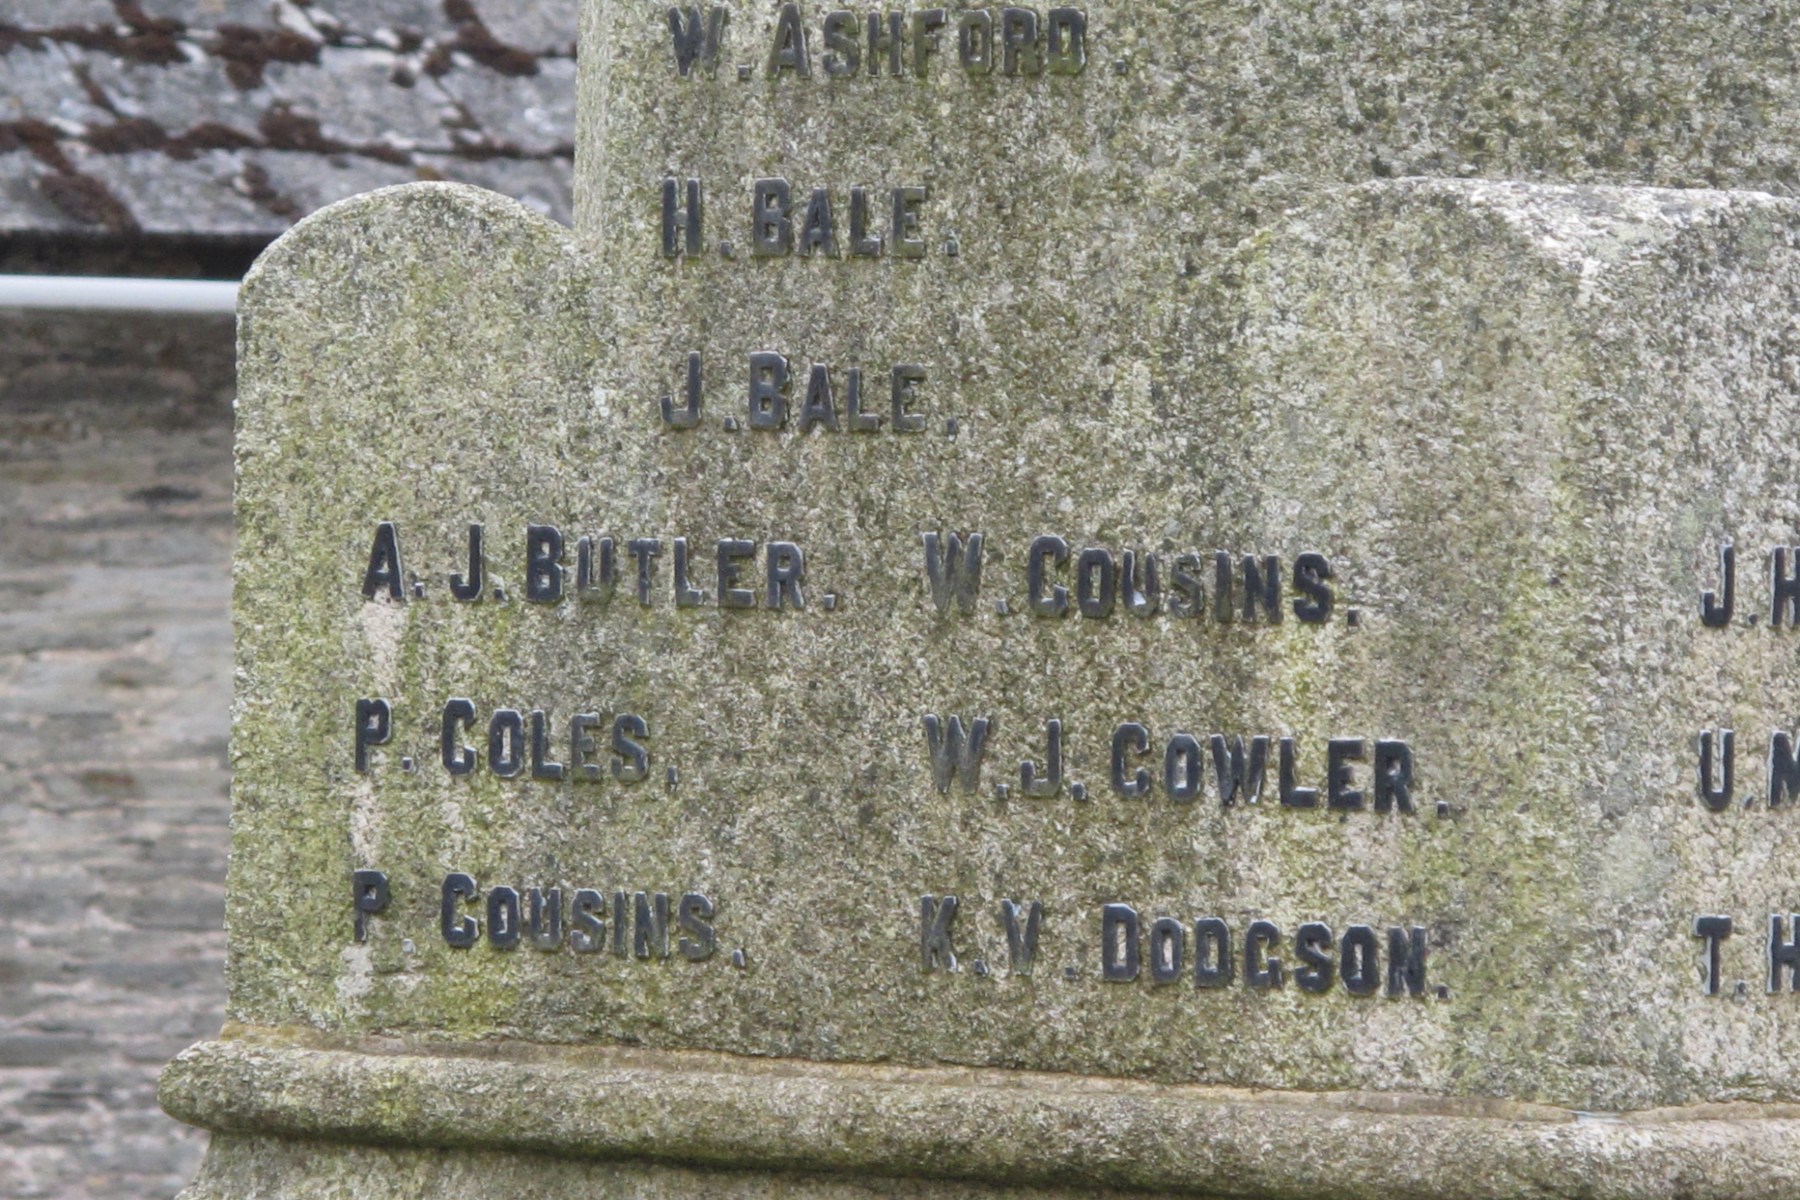 W. ASHFORD.
H. BALE.
J. BALE.
A. J. BUTLER. W. COUSINS. J. H
P. COLES. W. J. COWLER. U. M
P COUSINS. K. V. DODGSON. T. H